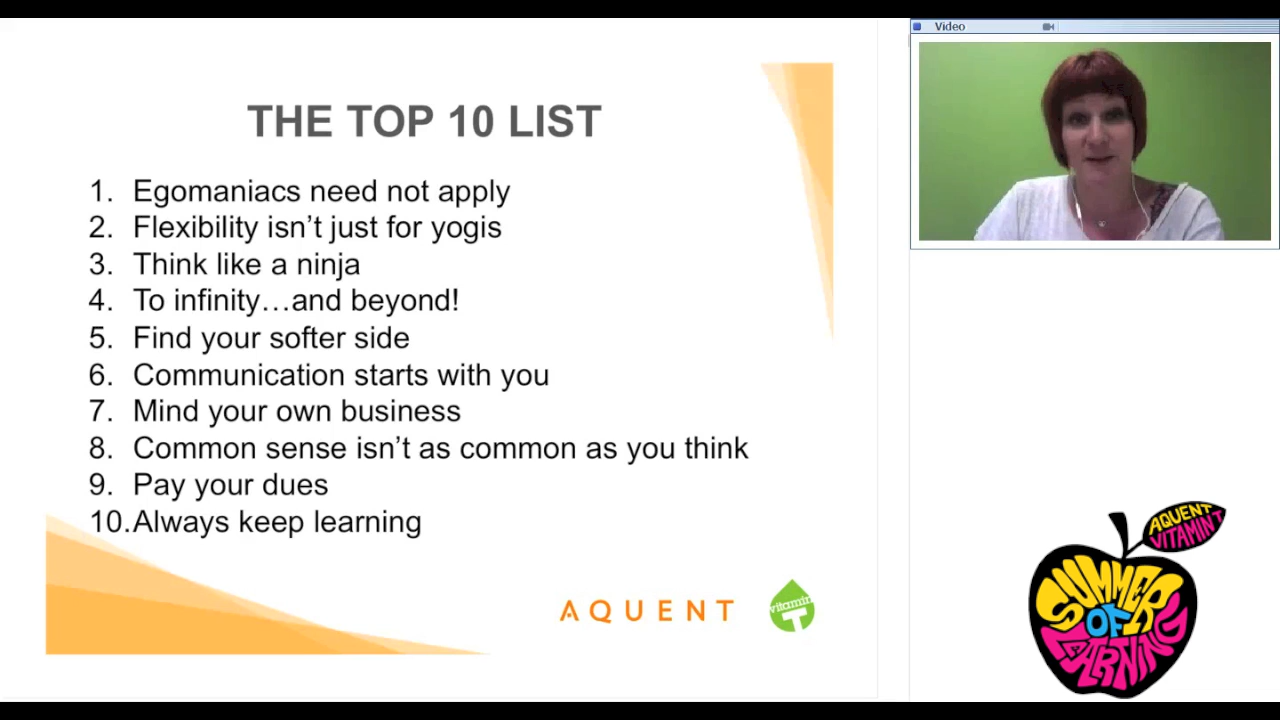 Video
THE TOP 10 LIST
1. Egomaniacs need not apply
2. Flexibility isn’t just for yogis
3. Think like a ninja
4. To infinity…and beyond!
5. Find your softer side
6. Communication starts with you
7. Mind your own business
8. Common sense isn’t as common as you think
9. Pay your dues
10. Always keep learning
AQUENT
vitamin
T
AQUENT
VITAMIN T
SUMMER
OF
LEARNING